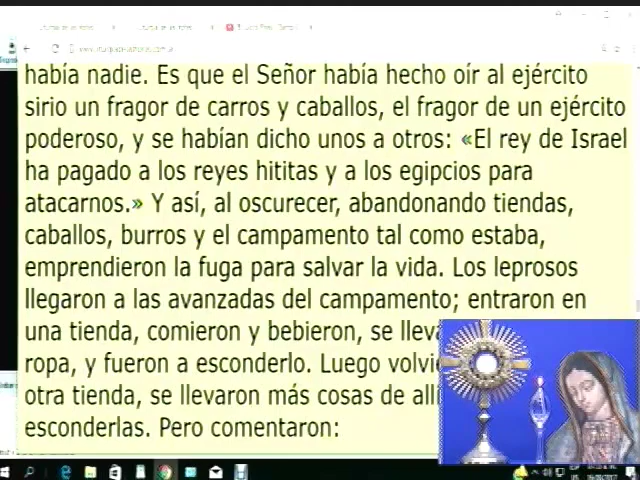 había nadie. Es que el Señor había hecho oír al ejército
sirio un fragor de carros y caballos, el fragor de un ejército
poderoso, y se habían dicho unos a otros: «El rey de Israel
ha pagado a los reyes hititas y a los egipcios para
atacarnos.» Y así, al oscurecer, abandonando tiendas,
caballos, burros y el campamento tal como estaba,
emprendieron la fuga para salvar la vida. Los leprosos
llegaron a las avanzadas del campamento; entraron en
una tienda, comieron y bebieron, se
ropa, y fueron a esconderlo. Luego
otra tienda, se llevaron más cosas de
esconderlas. Pero comentaron: